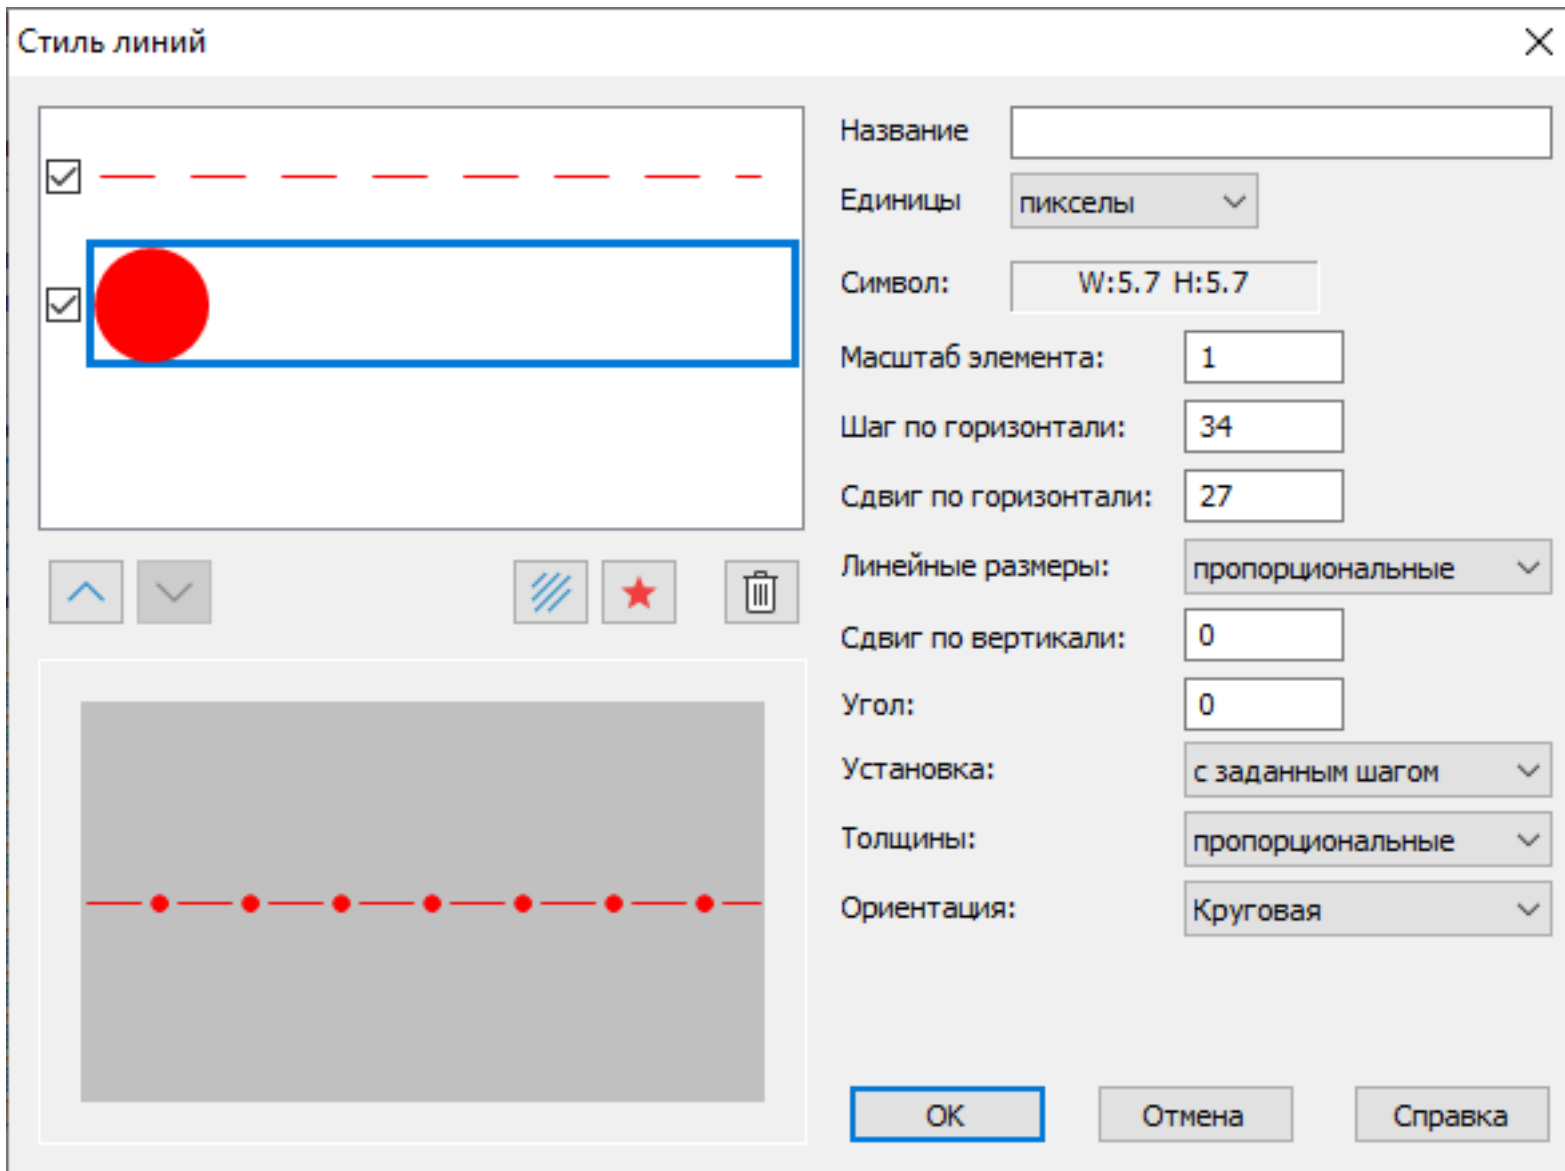 Стиль линий
Название
Единицы пикселы
Символ: W:5.7 H:5.7
Масштаб элемента: 1
Шаг по горизонтали: 34
Сдвиг по горизонтали: 27
Линейные размеры: пропорциональные
Сдвиг по вертикали: 0
Угол: 0
Установка: с заданным шагом
Толщины: пропорциональные
Ориентация: Круговая
OK Отмена Справка